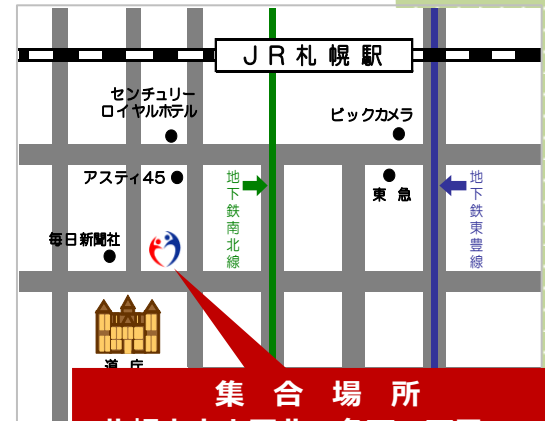 JR札幌駅
センチュリー
ロイヤルホテル
ビックカメラ
アスティ45
地下鉄南北線
東急
地下鉄東豊線
毎日新聞社
道庁
集合場所